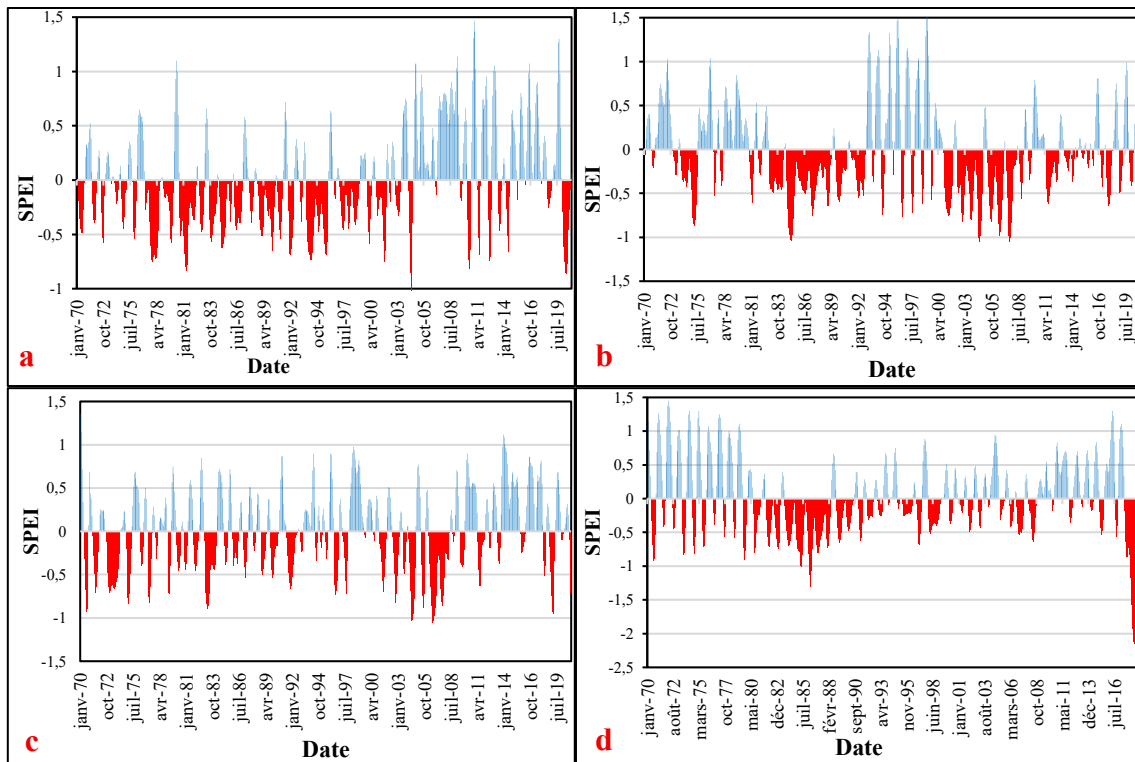 1,5
1
0,5
0
-0,5
-1
SPEI
janv-70
oct-72
juil-75
avr-78
janv-81
oct-83
juil-86
avr-89
janv-92
oct-94
juil-97
avr-00
janv-03
oct-05
juil-08
avr-11
janv-14
oct-16
juil-19
Date
a
1,5
1
0,5
0
-0,5
-1
-1,5
SPEI
janv-70
oct-72
juil-75
avr-78
janv-81
oct-83
juil-86
avr-89
janv-92
oct-94
juil-97
avr-00
janv-03
oct-05
juil-08
avr-11
janv-14
oct-16
juil-19
Date
b
1,5
1
0,5
0
-0,5
-1
-1,5
SPEI
janv-70
oct-72
juil-75
avr-78
janv-81
oct-83
juil-86
avr-89
janv-92
oct-94
juil-97
avr-00
janv-03
oct-05
juil-08
avr-11
janv-14
oct-16
juil-19
Date
c
1,5
1
0,5
0
-0,5
-1
-1,5
-2
-2,5
SPEI
janv-70
août-72
mars-75
oct-77
mai-80
déc-82
juil-85
févr-88
sept-90
avr-93
nov-95
juin-98
janv-01
août-03
mars-06
oct-08
mai-11
déc-13
juil-16
Date
d